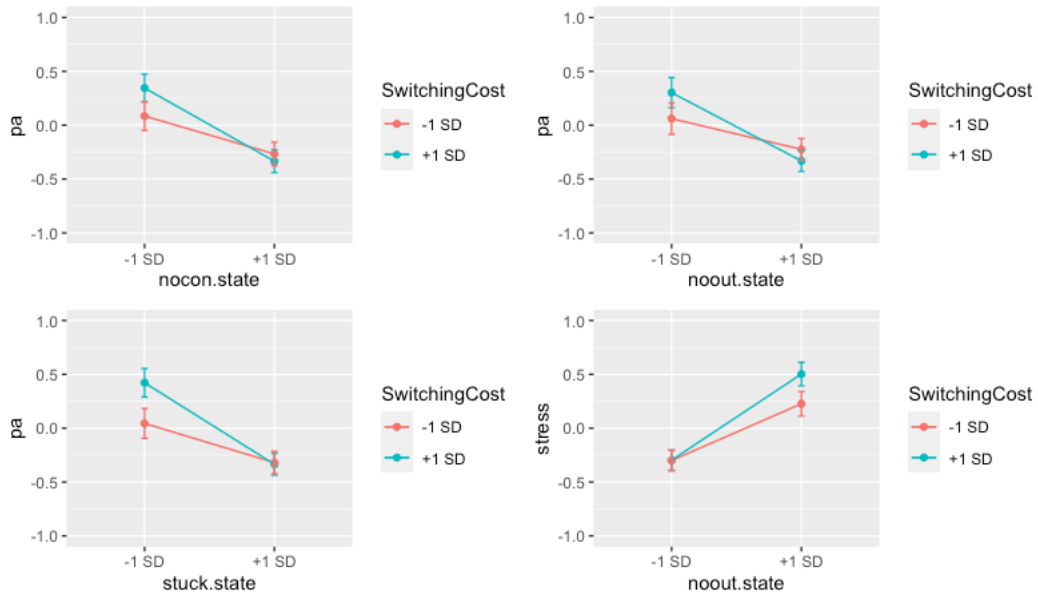 1.0
0.5
0.0
-0.5
-1.0
pa
-1 SD
+1 SD
nocon.state
SwitchingCost
-1 SD
+1 SD
1.0
0.5
0.0
-0.5
-1.0
pa
-1 SD
+1 SD
noout.state
SwitchingCost
-1 SD
+1 SD
1.0
0.5
0.0
-0.5
-1.0
pa
-1 SD
+1 SD
stuck.state
SwitchingCost
-1 SD
+1 SD
1.0
0.5
0.0
-0.5
-1.0
stress
-1 SD
+1 SD
noout.state
SwitchingCost
-1 SD
+1 SD